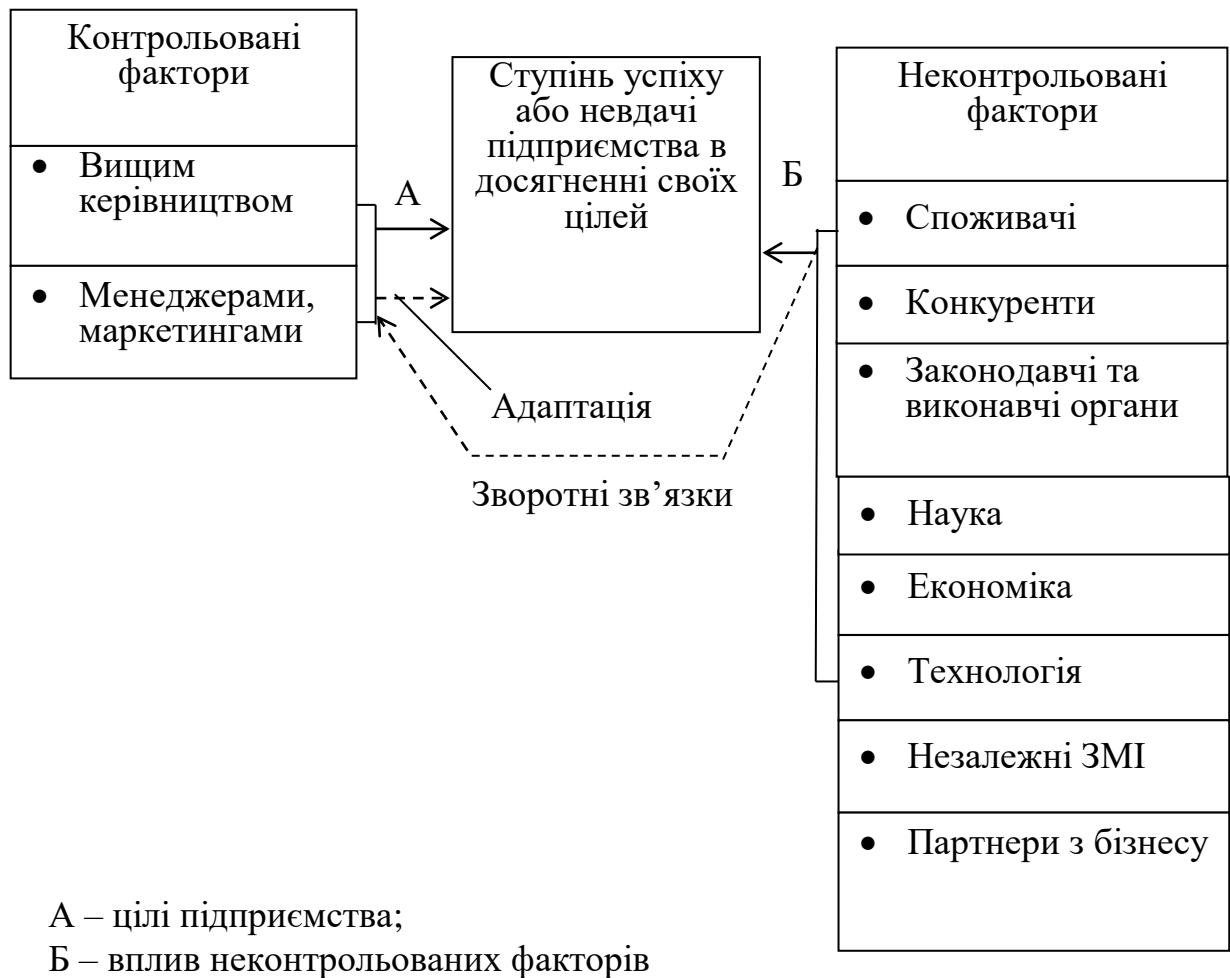 Контрольовані
фактори
• Вищим
керівництвом
• Менеджерами,
маркетингами
А
Ступінь успіху
або невдачі
підприємства в
досягненні своїх
цілей
Б
Адаптація
Зворотні зв’язки
Неконтрольовані
фактори
• Споживачі
• Конкуренти
• Законодавчі та
виконавчі органи
• Наука
• Економіка
• Технологія
• Незалежні ЗМІ
• Партнери з бізнесу
А – цілі підприємства;
Б – вплив неконтрольованих факторів